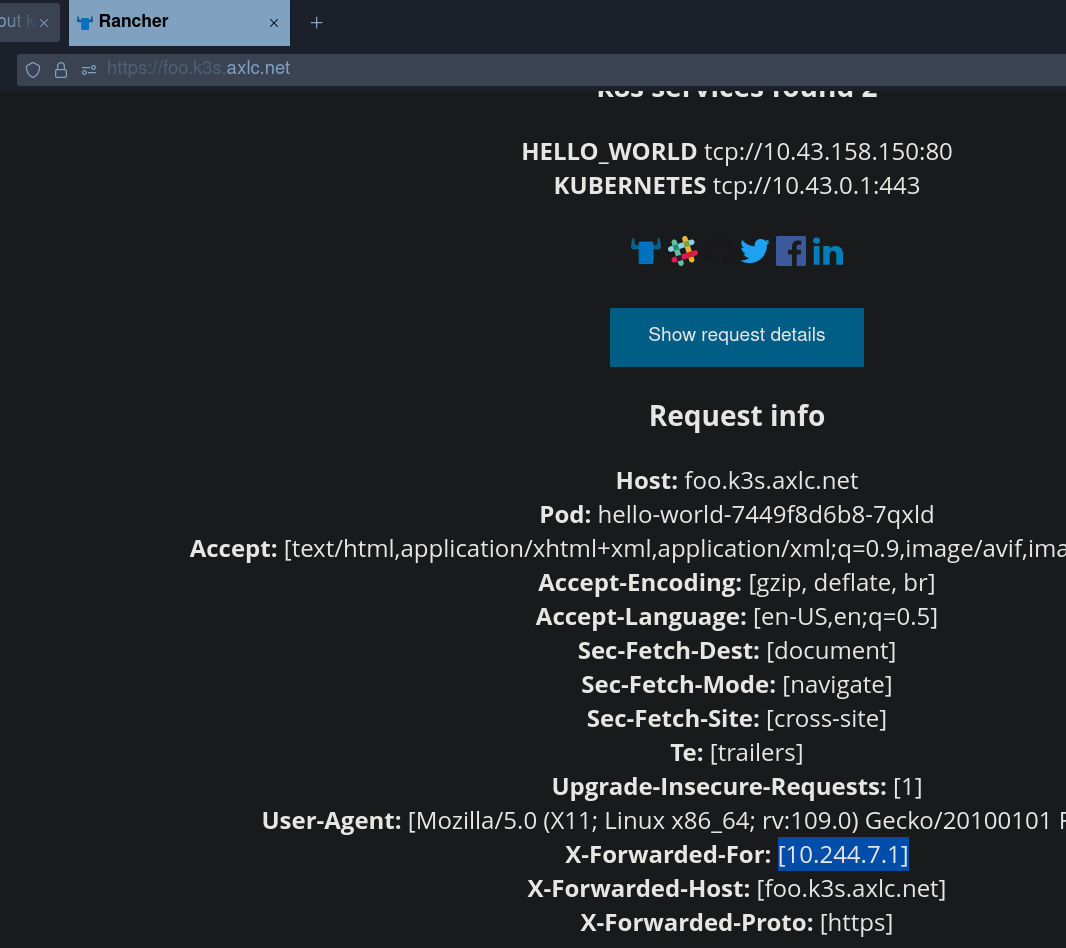 out k
Rancher
https://foo.k3s.axlc.net
k8s services found 2
HELLO_WORLD tcp://10.43.158.150:80
KUBERNETES tcp://10.43.0.1:443
Show request details
Request info
Host: foo.k3s.axlc.net
Pod: hello-world-7449f8d6b8-7qxld
Accept: [text/html,application/xhtml+xml,application/xml;q=0.9,image/avif,ima
Accept-Encoding: [gzip, deflate, br]
Accept-Language: [en-US,en;q=0.5]
Sec-Fetch-Dest: [document]
Sec-Fetch-Mode: [navigate]
Sec-Fetch-Site: [cross-site]
Te: [trailers]
Upgrade-Insecure-Requests: [1]
User-Agent: [Mozilla/5.0 (X11; Linux x86_64; rv:109.0) Gecko/20100101 F
X-Forwarded-For: [10.244.7.1]
X-Forwarded-Host: [foo.k3s.axlc.net]
X-Forwarded-Proto: [https]